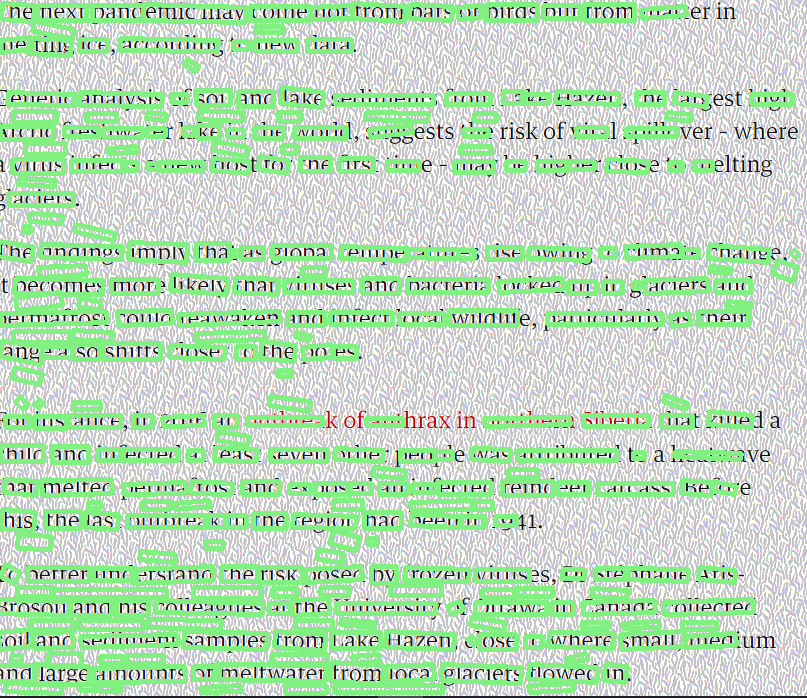 The next pandemic may come not from bats or birds but from matter in
melting ice, according to new data.
Genetic analysis of soil and lake sediments from Lake Hazen, the largest high
Arctic freshwater lake in the world, suggests the risk of viral spillover - where
a virus infects a new host for the first time - may be higher close to melting
glaciers.
The findings imply that as global temperatures rise owing to climate change,
it becomes more likely that viruses and bacteria locked up in glaciers and
permafrost could reawaken and infect local wildlife, particularly as their
range also shifts closer to the poles.
For instance, in 2016 an outbreak of anthrax in northern Siberia that killed a
child and infected at least seven other people was attributed to a heatwave
that melted permafrost and exposed an infected reindeer carcass. Before
this, the last outbreak in the region had been in 1941.
To better understand the risk posed by frozen viruses, Dr Stéphane Aris-
Brosou and his colleagues at the University of Ottawa in Canada collected
soil and sediment samples from Lake Hazen, close to where small, medium
and large amounts of meltwater from local glaciers flowed in.